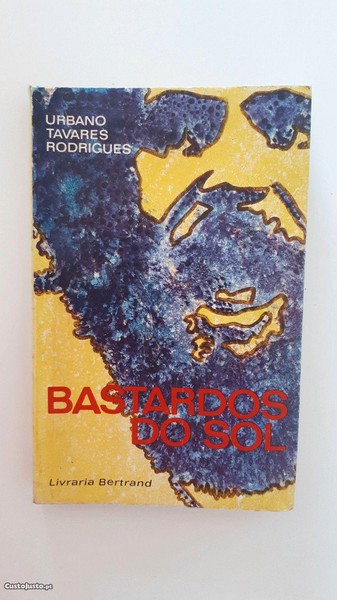 URBANO
TAVARES
RODRIGUES
BASTARDOS
DO SOL
Livraria Bertrand
CustoJusto.pt